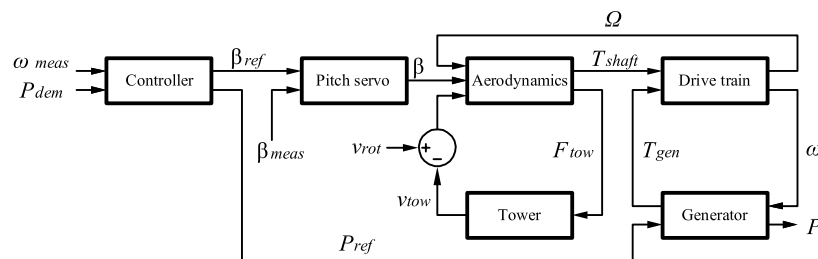 Ω
ω meas
P dem
Controller
β ref
Pitch servo
β
Aerodynamics
T shaft
Drive train
β meas
v rot
+
−
F tow
T gen
ω
v tow
Tower
Generator
P
P ref